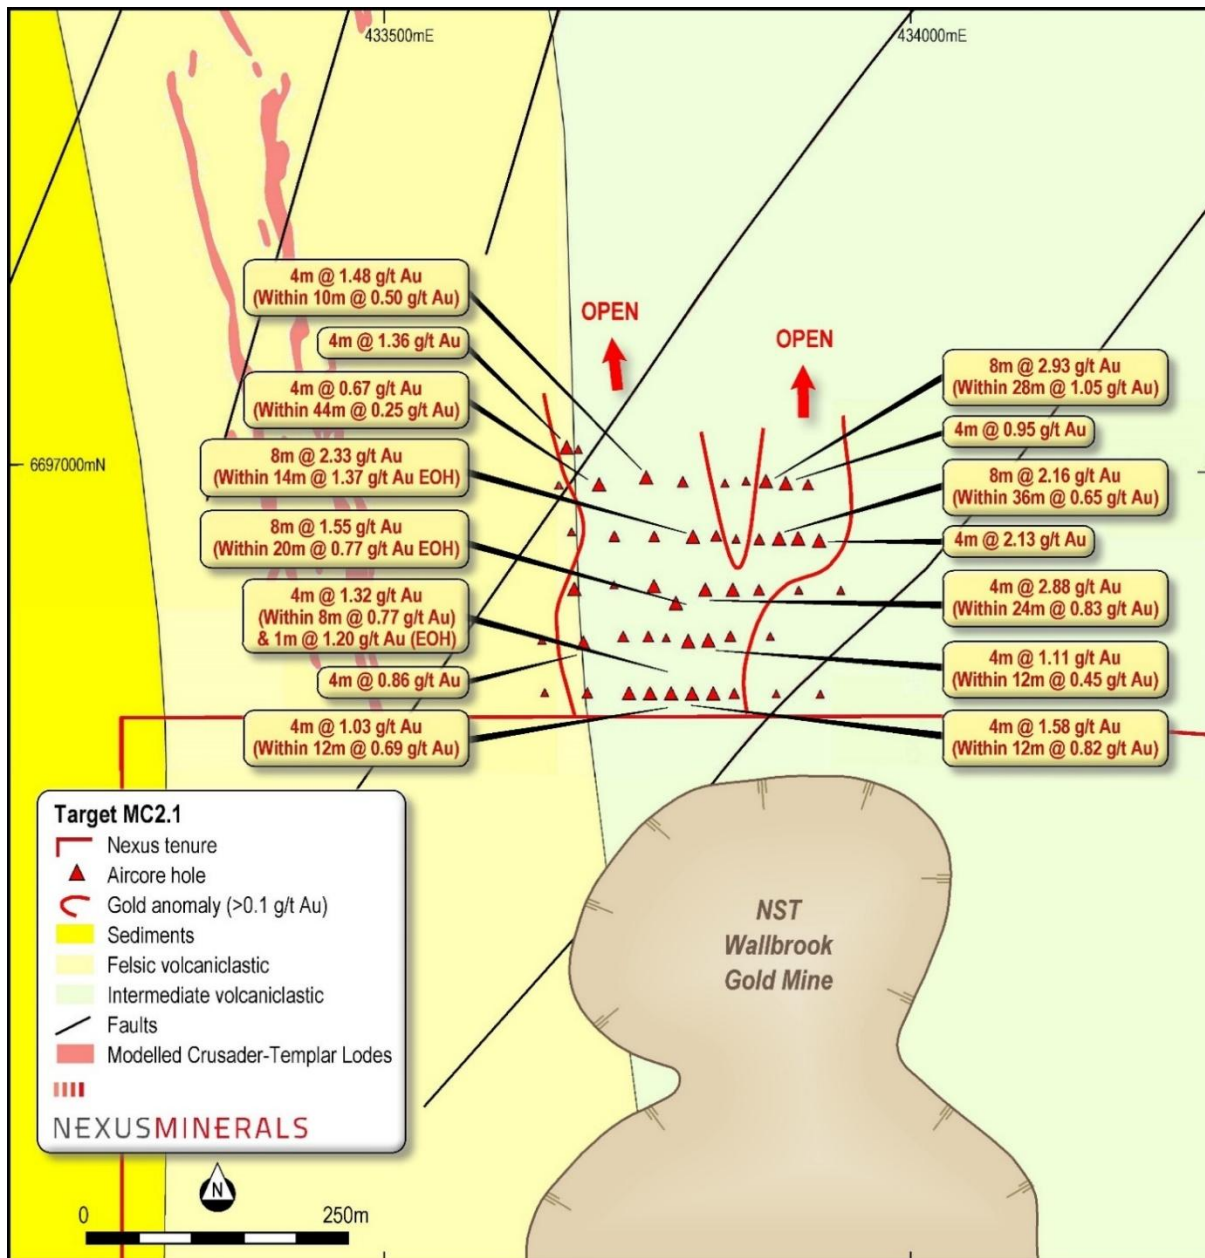 433500mE
434000mE
6697000mN
OPEN
OPEN
4m @ 1.48 g/t Au
(Within 10m @ 0.50 g/t Au)
4m @ 1.36 g/t Au
4m @ 0.67 g/t Au
(Within 44m @ 0.25 g/t Au)
8m @ 2.33 g/t Au
(Within 14m @ 1.37 g/t Au EOH)
8m @ 1.55 g/t Au
(Within 20m @ 0.77 g/t Au EOH)
4m @ 1.32 g/t Au
(Within 8m @ 0.77 g/t Au)
& 1m @ 1.20 g/t Au (EOH)
4m @ 0.86 g/t Au
4m @ 1.03 g/t Au
(Within 12m @ 0.69 g/t Au)
8m @ 2.93 g/t Au
(Within 28m @ 1.05 g/t Au)
4m @ 0.95 g/t Au
8m @ 2.16 g/t Au
(Within 36m @ 0.65 g/t Au)
4m @ 2.13 g/t Au
4m @ 2.88 g/t Au
(Within 24m @ 0.83 g/t Au)
4m @ 1.11 g/t Au
(Within 12m @ 0.45 g/t Au)
4m @ 1.58 g/t Au
(Within 12m @ 0.82 g/t Au)
NST
Wallbrook
Gold Mine
Target MC2.1
Nexus tenure
Aircore hole
Gold anomaly (>0.1 g/t Au)
Sediments
Felsic volcaniclastic
Intermediate volcaniclastic
Faults
Modelled Crusader-Templar Lodes
NEXUSMINERALS
N
0 250m